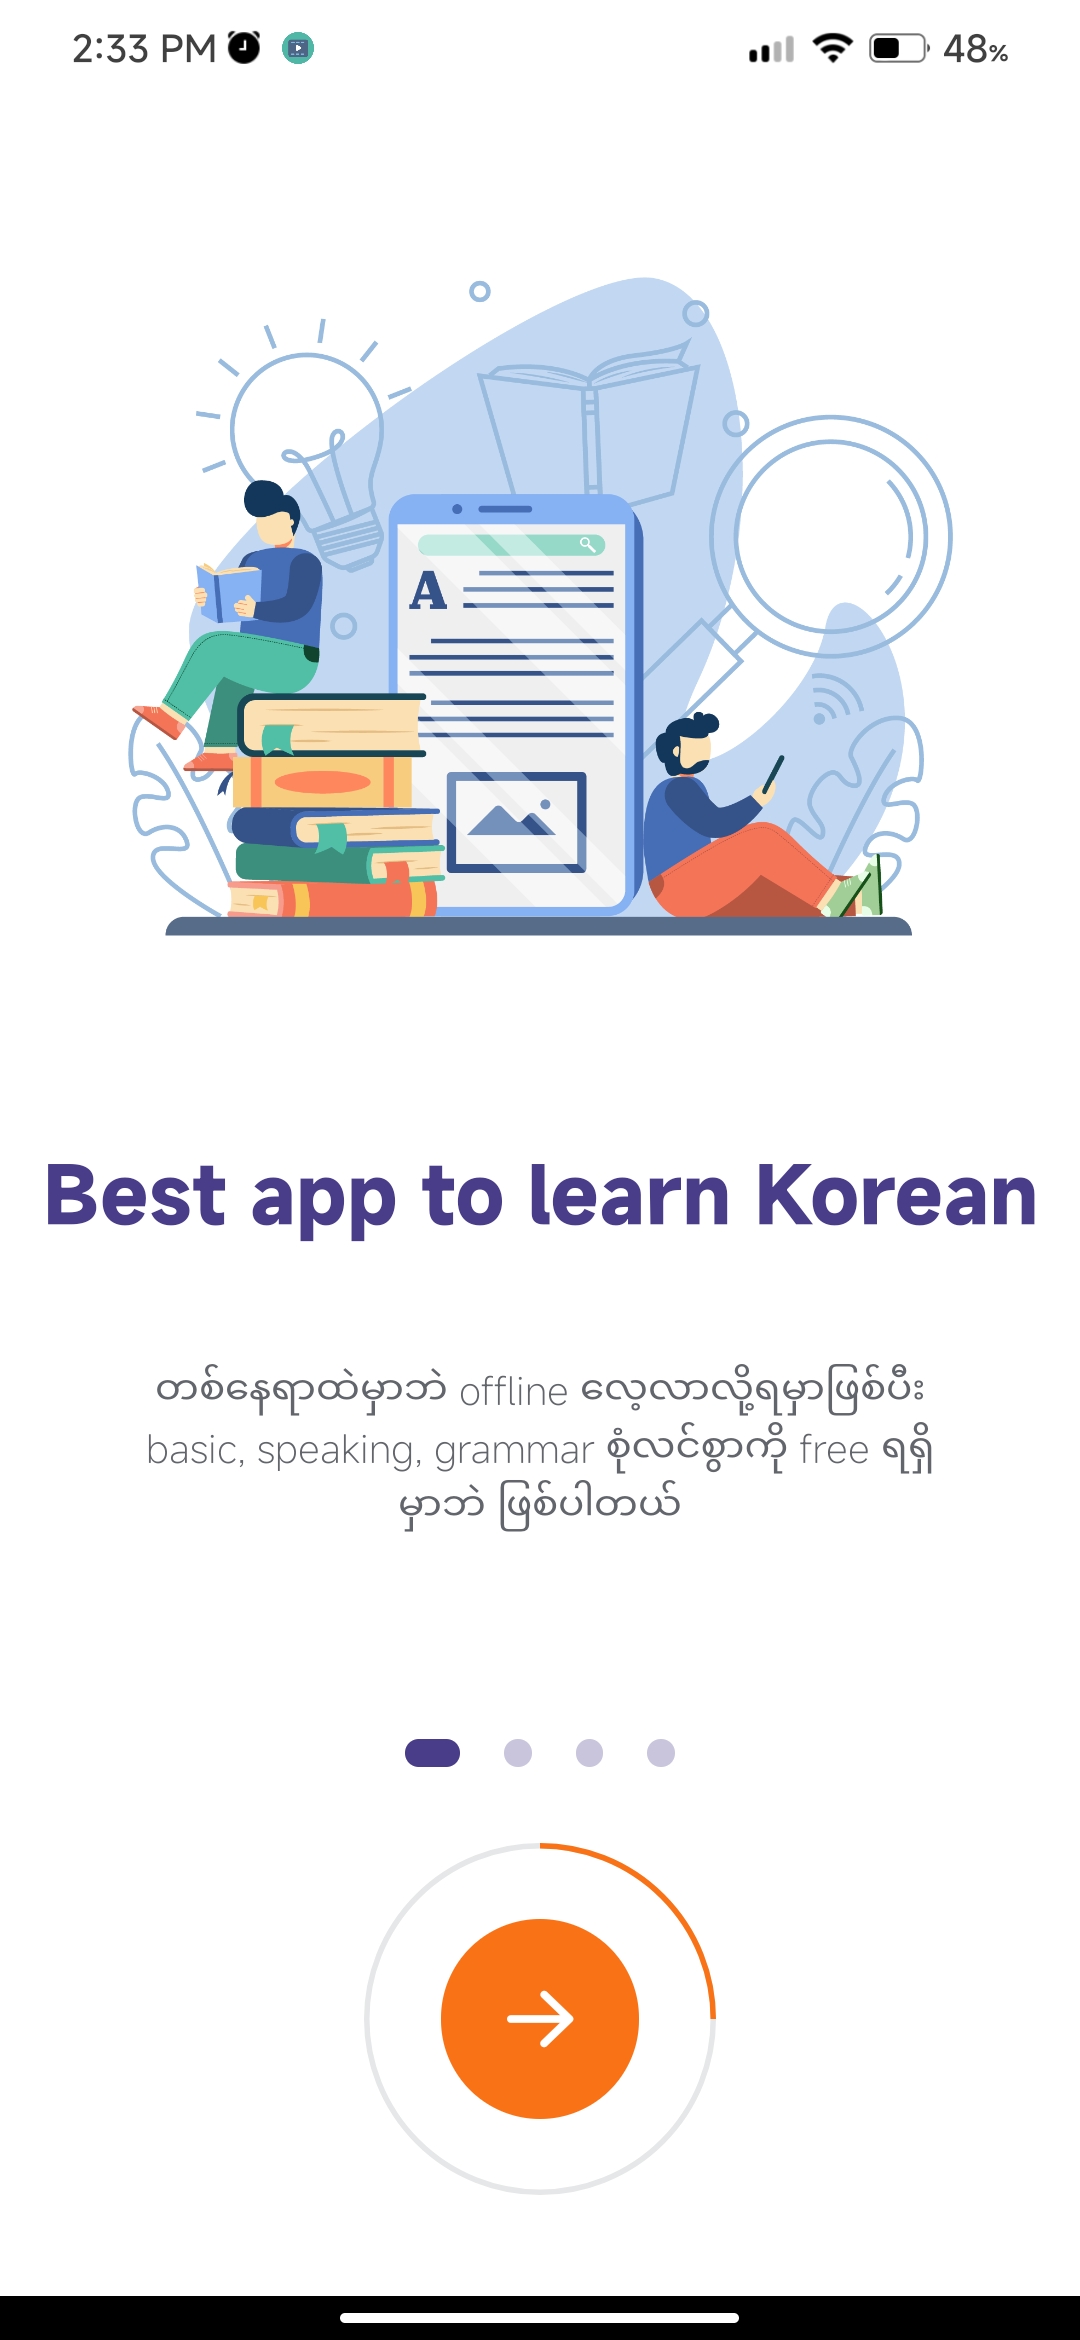 2:33 PM
48%
A
Best app to learn Korean
တစ်နေရာထဲမှာဘဲ offline လေ့လာလို့ရမှာဖြစ်ပီး
basic, speaking, grammar စုံလင်စွာကို free ရရှိ
မှာဘဲ ဖြစ်ပါတယ်